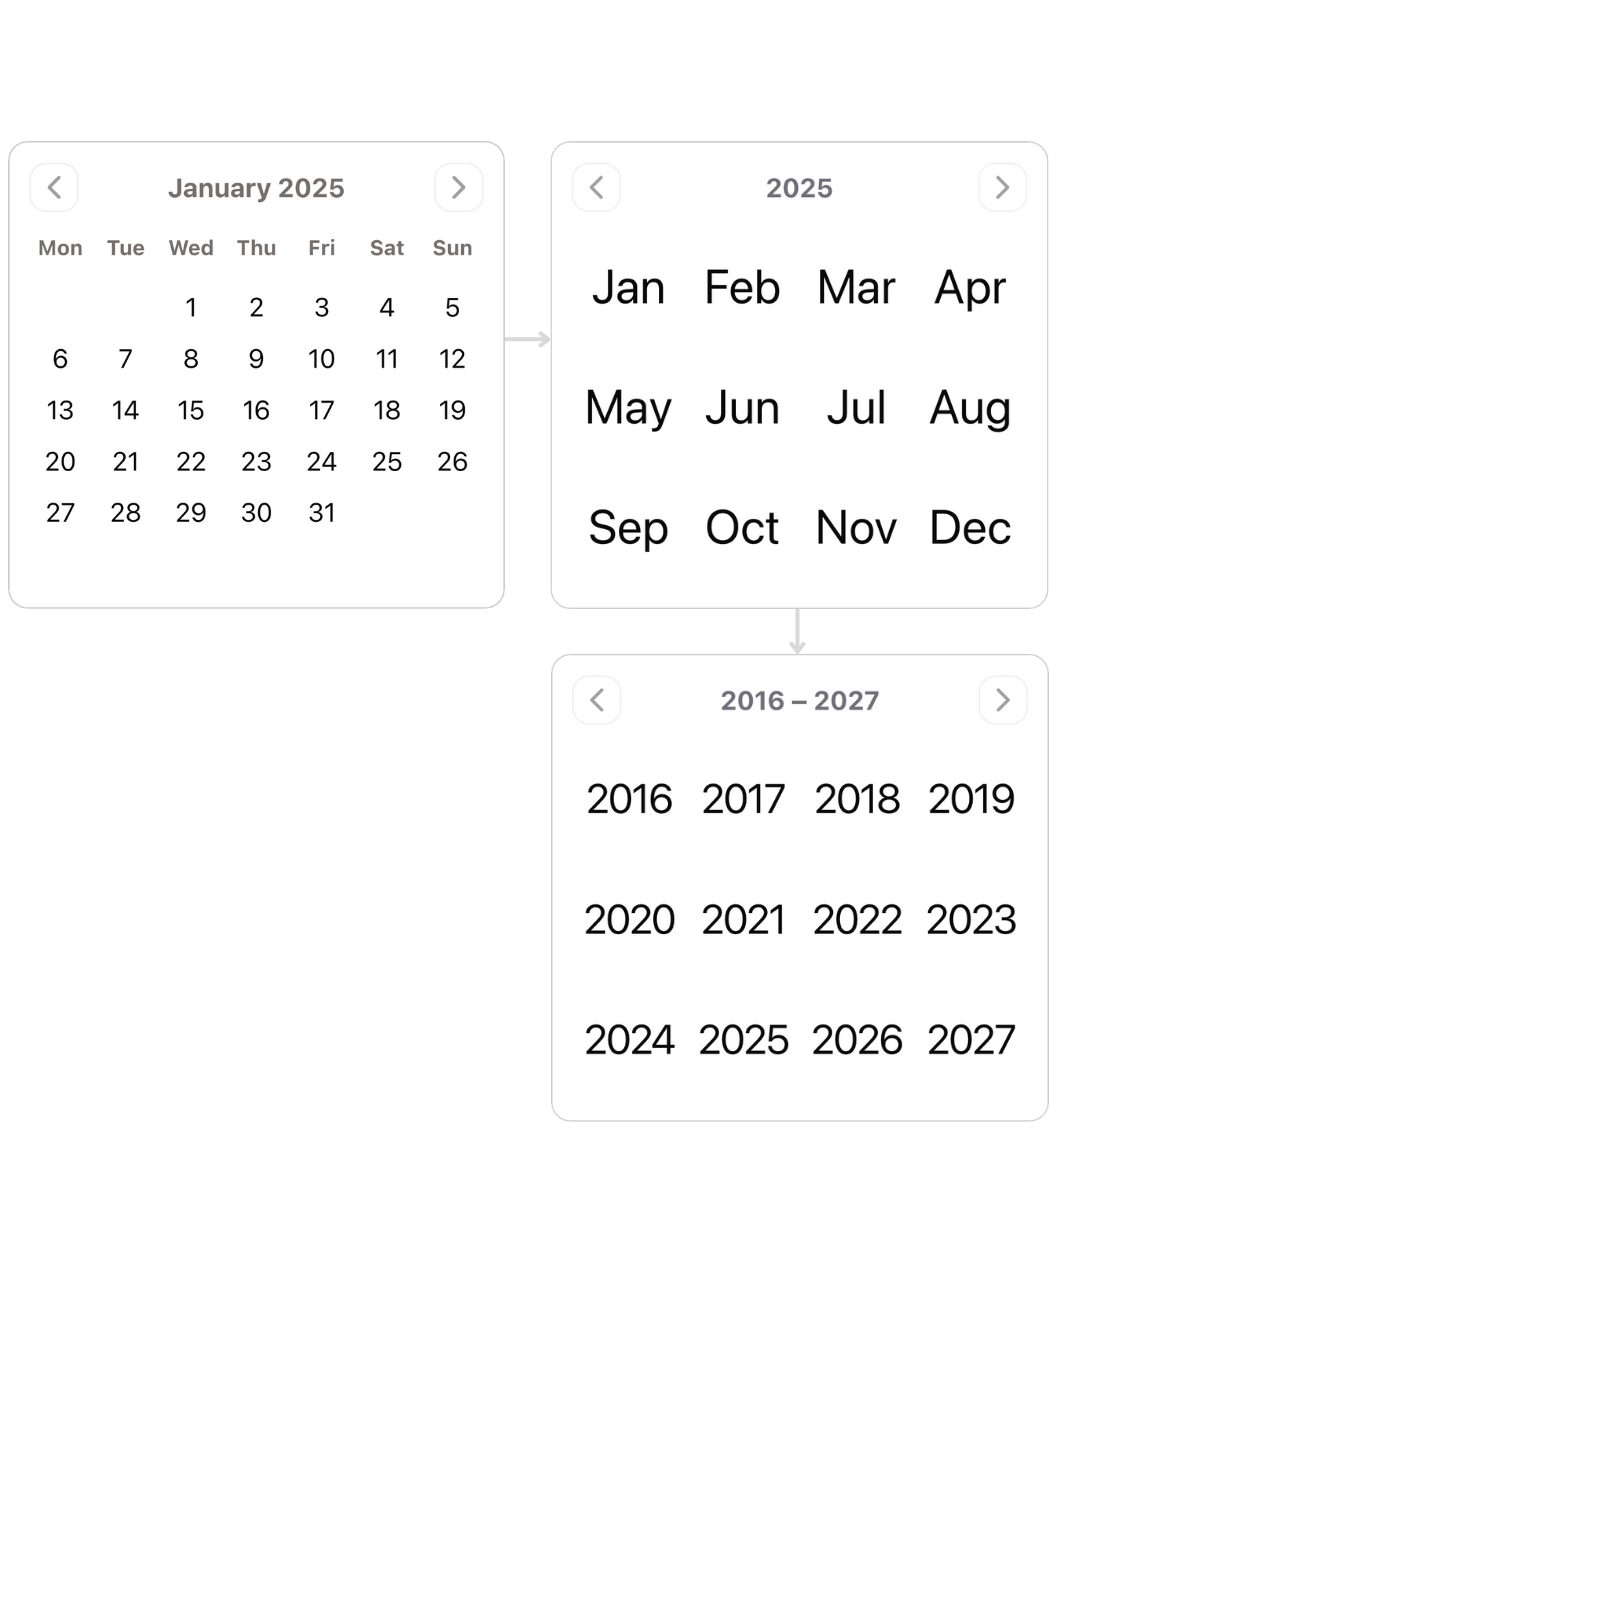 January 2025
Mon Tue Wed Thu Fri Sat Sun
1 2 3 4 5
6 7 8 9 10 11 12
13 14 15 16 17 18 19
20 21 22 23 24 25 26
27 28 29 30 31
2025
Jan Feb Mar Apr
May Jun Jul Aug
Sep Oct Nov Dec
2016 – 2027
2016 2017 2018 2019
2020 2021 2022 2023
2024 2025 2026 2027